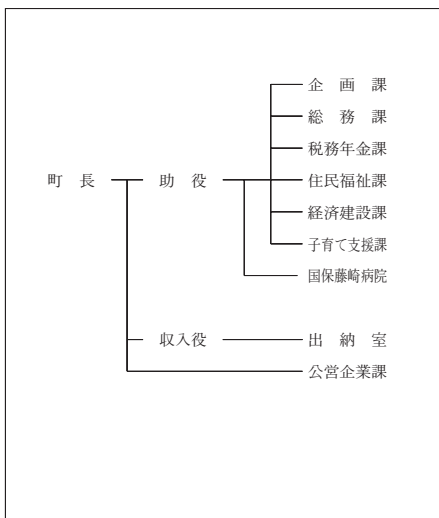 企画課
総務課
税務年金課
町長 助役 住民福祉課
経済建設課
子育て支援課
国保藤崎病院
収入役 出納室
公営企業課